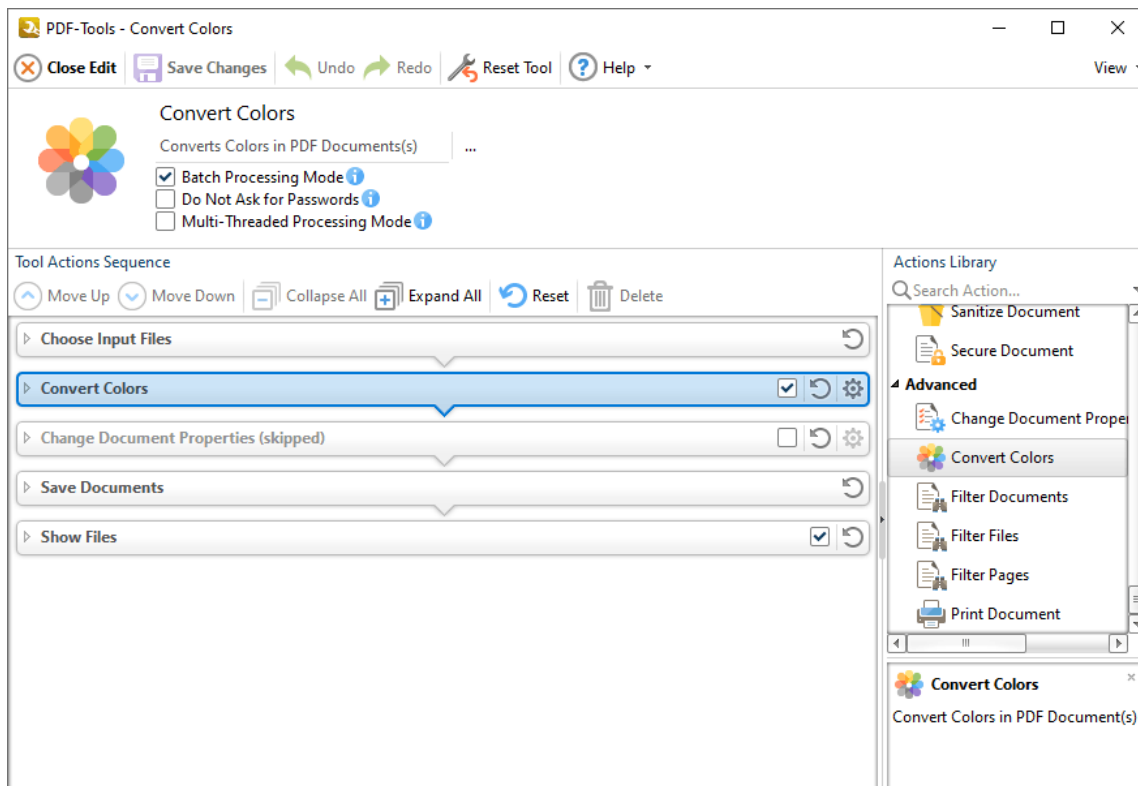 PDF-Tools - Convert Colors
Close Edit Save Changes Undo Redo Reset Tool Help View
Convert Colors
Converts Colors in PDF Documents(s) ...
Batch Processing Mode
Do Not Ask for Passwords
Multi-Threaded Processing Mode
Tool Actions Sequence
Move Up Move Down Collapse All Expand All Reset Delete
Choose Input Files
Convert Colors
Change Document Properties (skipped)
Save Documents
Show Files
Actions Library
Search Action...
Sanitize Document
Secure Document
Advanced
Change Document Proper
Convert Colors
Filter Documents
Filter Files
Filter Pages
Print Document
Convert Colors
Convert Colors in PDF Document(s)